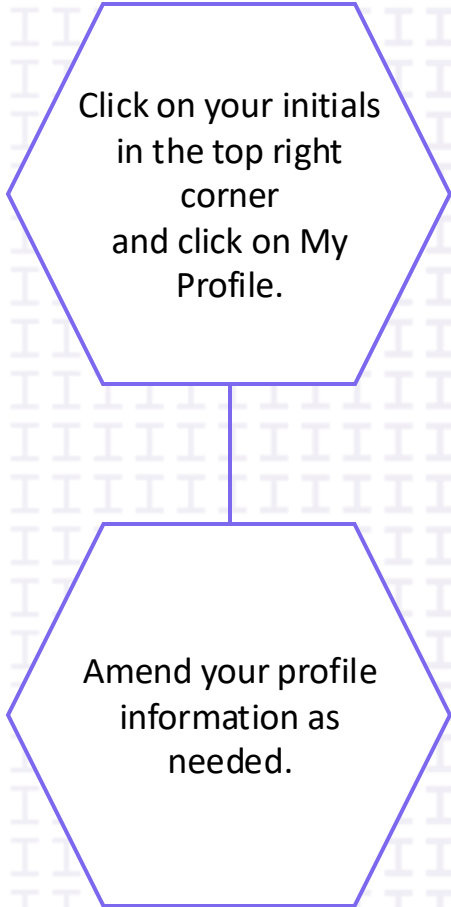 Click on your initials
in the top right
corner
and click on My
Profile.
Amend your profile
information as
needed.